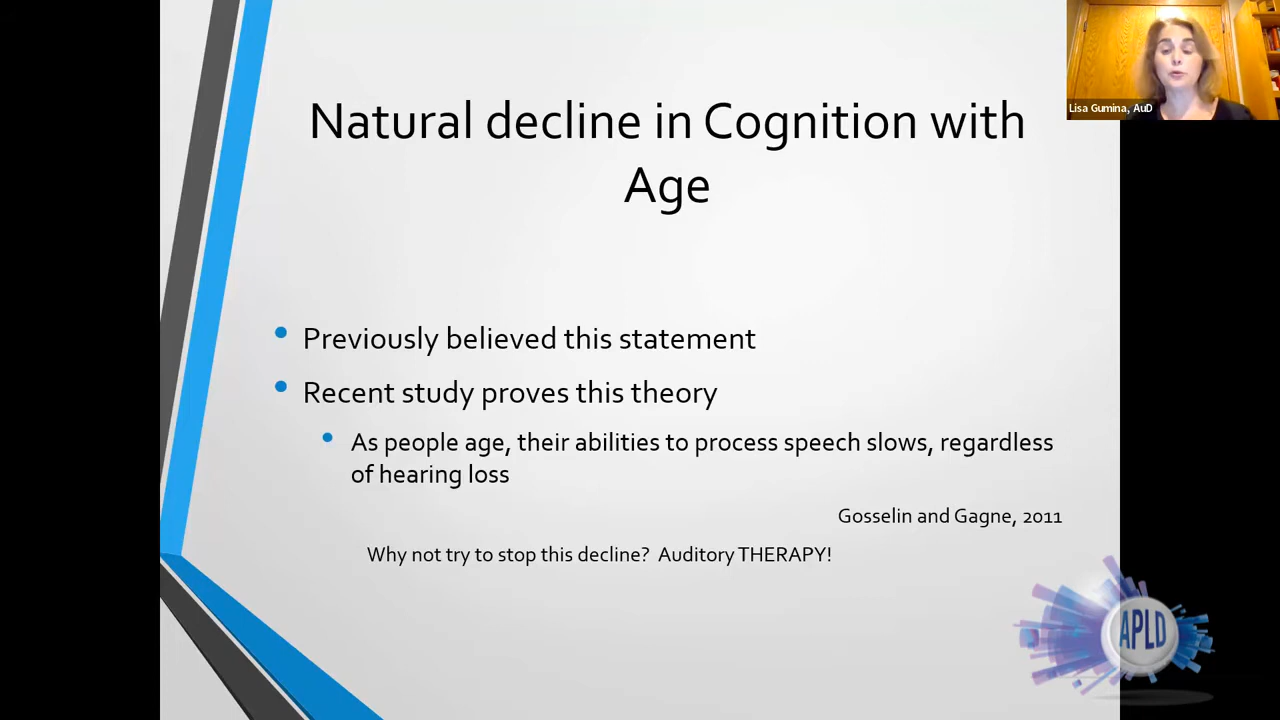 Lisa Gumina, AuD
Natural decline in Cognition with
Age
Previously believed this statement
Recent study proves this theory
As people age, their abilities to process speech slows, regardless
of hearing loss
Gosselin and Gagne, 2011
Why not try to stop this decline? Auditory THERAPY!
APLD